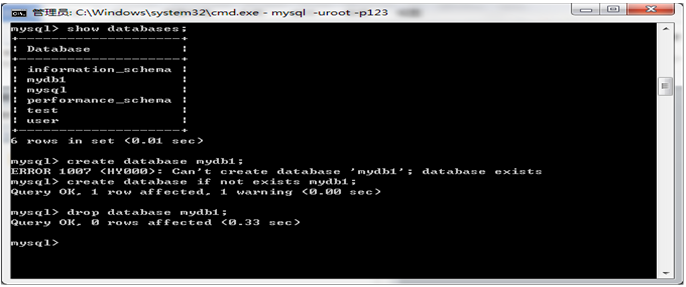 管理员: C:\Windows\system32\cmd.exe - mysql  -uroot -p123
mysql> show databases;
+--------------------+
| Database           |
+--------------------+
| information_schema |
| mydb1              |
| mysql              |
| performance_schema |
| test               |
| user               |
+--------------------+
6 rows in set (0.01 sec)
mysql> create database mydb1;
ERROR 1007 (HY000): Can't create database 'mydb1'; database exists
mysql> create database if not exists mydb1;
Query OK, 1 row affected, 1 warning (0.00 sec)
mysql> drop database mydb1;
Query OK, 0 rows affected (0.33 sec)
mysql>